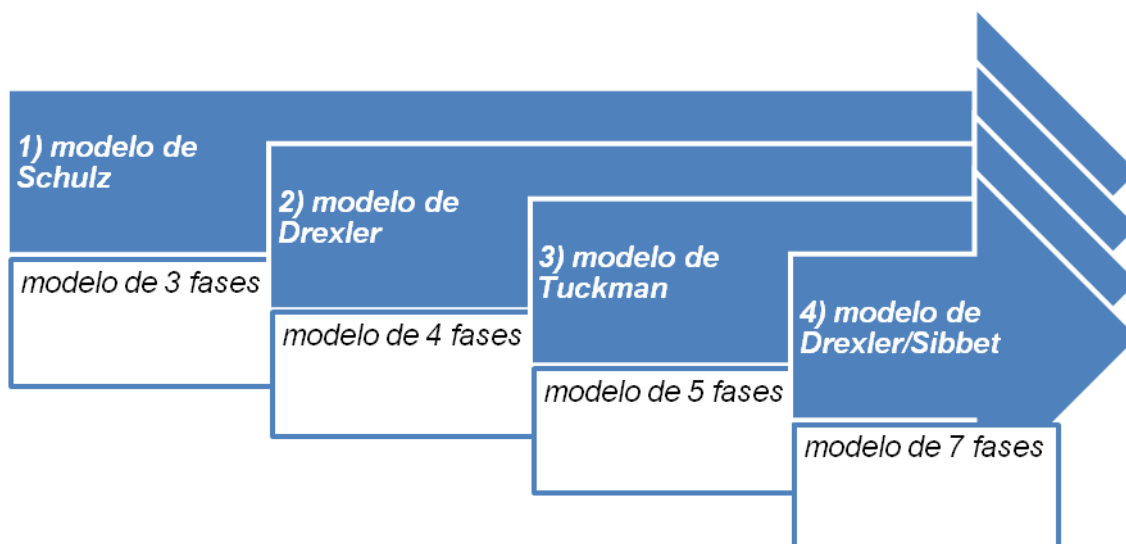 1) modelo de
Schulz
modelo de 3 fases
2) modelo de
Drexler
modelo de 4 fases
3) modelo de
Tuckman
modelo de 5 fases
4) modelo de
Drexler/Sibbet
modelo de 7 fases